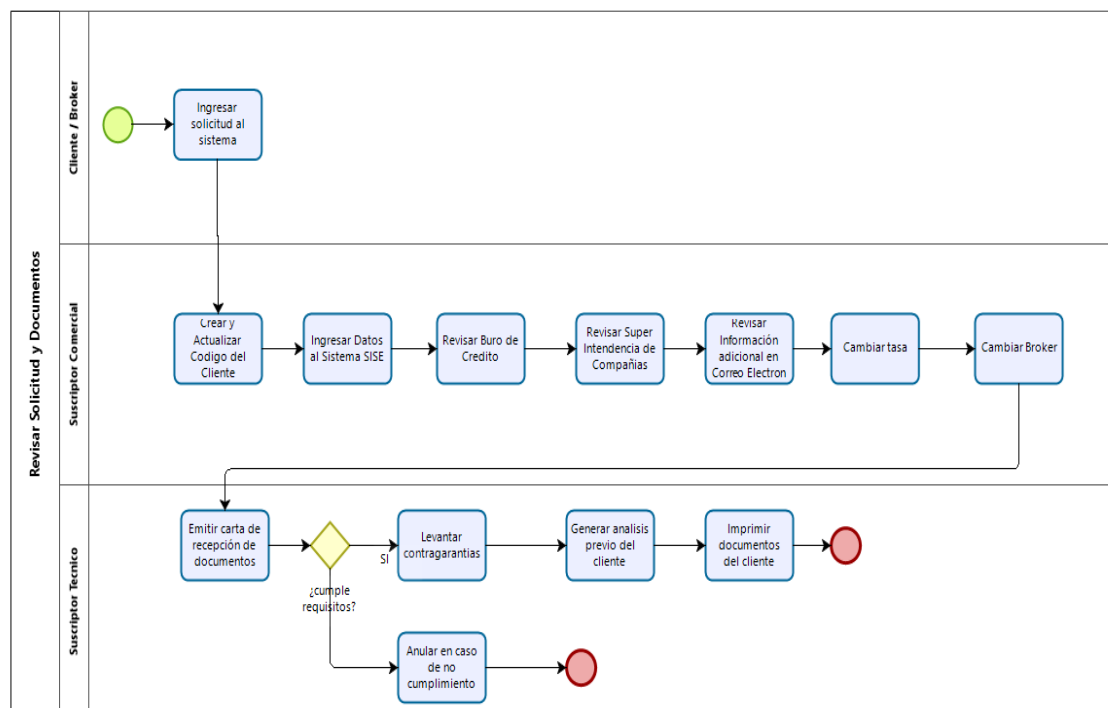 Revisar Solicitud y Documentos
Cliente / Broker
Ingresar
solicitud al
sistema
Suscriptor Comercial
Crear y
Actualizar
Codigo del
Cliente
Ingresar Datos
al Sistema SISE
Revisar Buro de
Credito
Revisar Super
Intendencia de
Compañias
Revisar
Información
adicional en
Correo Electron
Cambiar tasa
Cambiar Broker
Suscriptor Tecnico
Emitir carta de
recepción de
documentos
¿cumple
requisitos?
SI
Levantar
contragarantias
Generar analisis
previo del
cliente
Imprimir
documentos
del cliente
Anular en caso
de no
cumplimiento